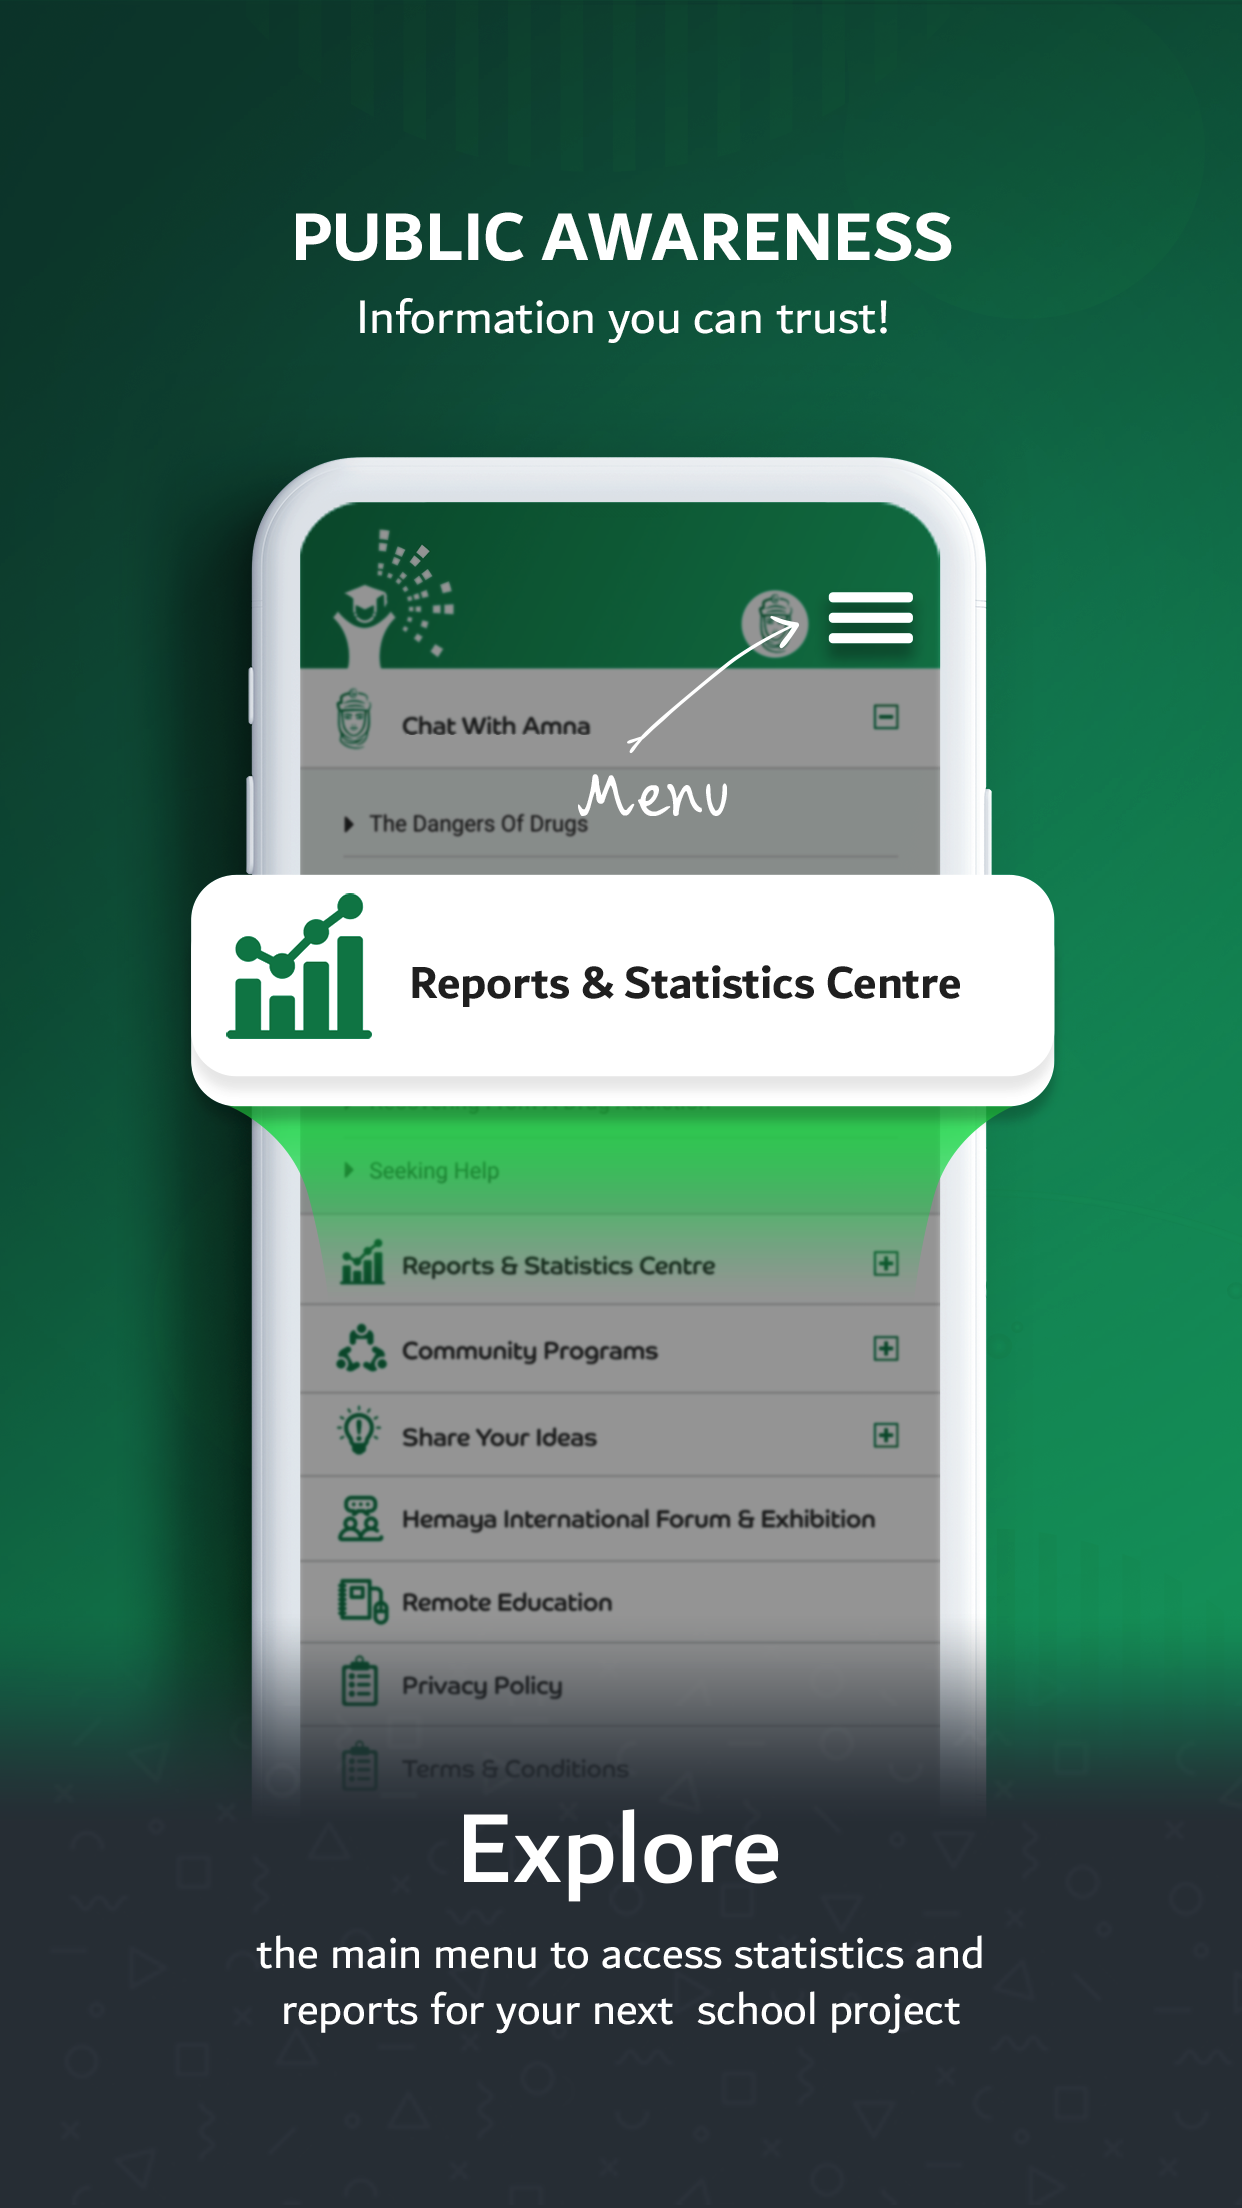 PUBLIC AWARENESS
Information you can trust!
Chat With Amna
Menu
The Dangers Of Drugs
Reports & Statistics Centre
Seeking Help
Reports & Statistics Centre
Community Programs
Share Your Ideas
Hemaya International Forum & Exhibition
Remote Education
Privacy Policy
Terms & Conditions
Explore
the main menu to access statistics and
reports for your next school project